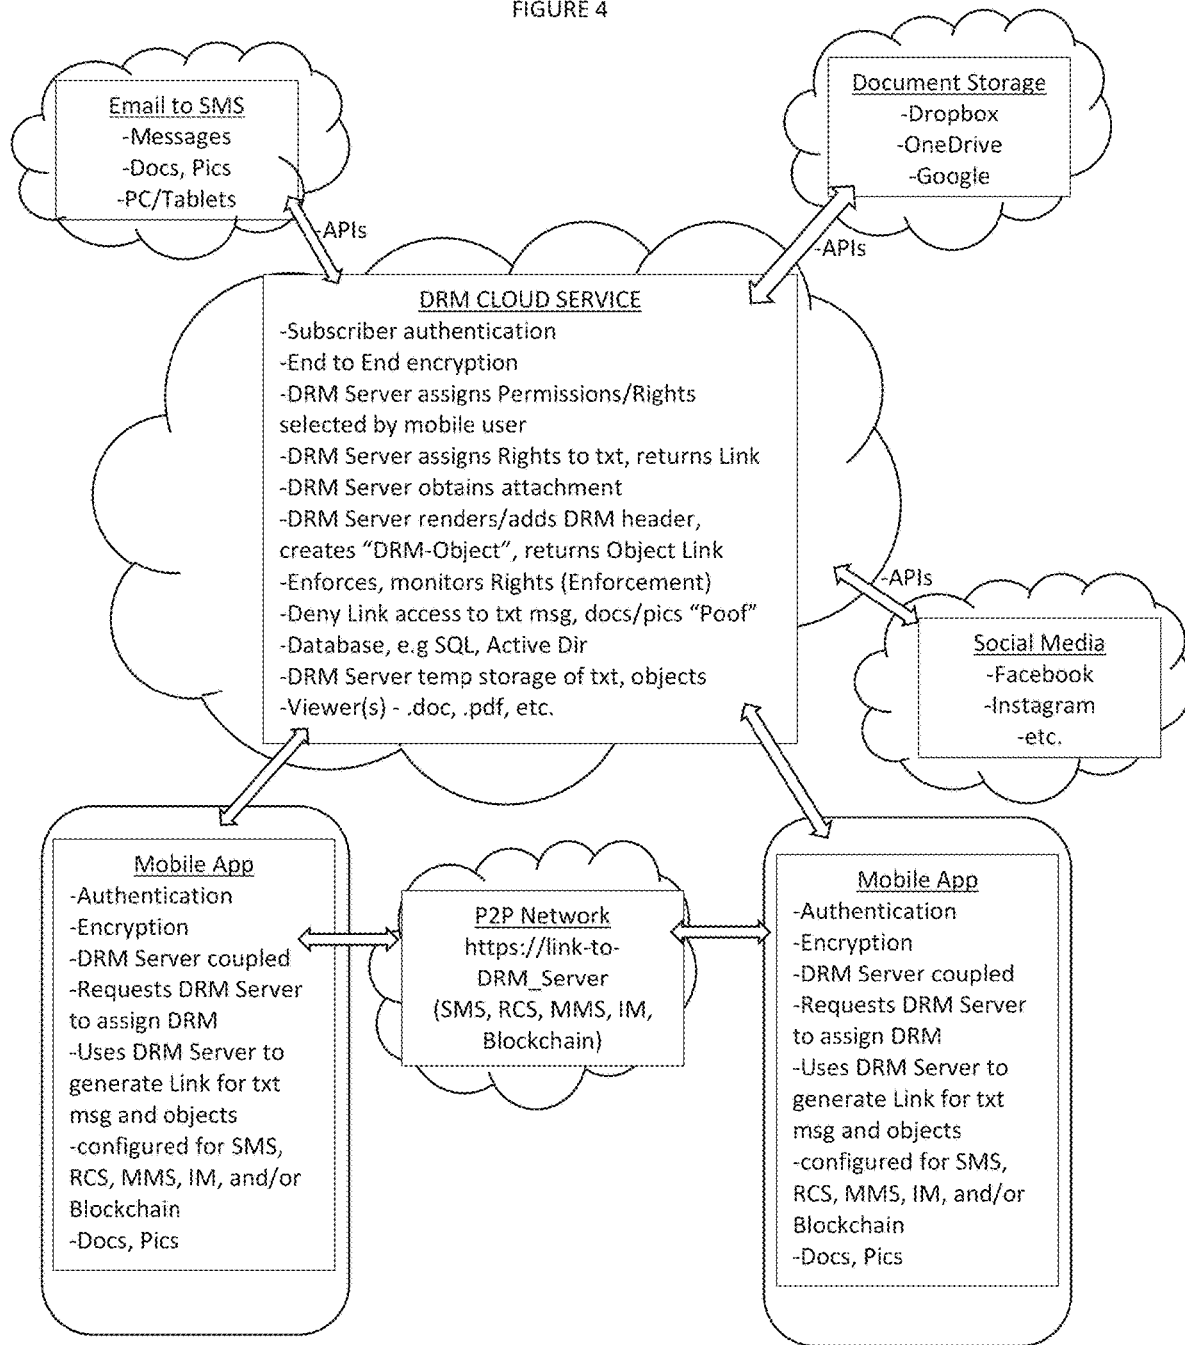 FIGURE 4
Email to SMS
-Messages
-Docs, Pics
-PC/Tablets
Document Storage
-Dropbox
-OneDrive
-Google
-APIs
-APIs
DRM CLOUD SERVICE
-Subscriber authentication
-End to End encryption
-DRM Server assigns Permissions/Rights
selected by mobile user
-DRM Server assigns Rights to txt, returns Link
-DRM Server obtains attachment
-DRM Server renders/adds DRM header,
creates “DRM-Object”, returns Object Link
-Enforces, monitors Rights (Enforcement)
-Deny Link access to txt msg, docs/pics “Poof”
-Database, e.g SQL, Active Dir
-DRM Server temp storage of txt, objects
-Viewer(s) - .doc, .pdf, etc.
-APIs
Social Media
-Facebook
-Instagram
-etc.
Mobile App
-Authentication
-Encryption
-DRM Server coupled
-Requests DRM Server
to assign DRM
-Uses DRM Server to
generate Link for txt
msg and objects
-configured for SMS,
RCS, MMS, IM, and/or
Blockchain
-Docs, Pics
P2P Network
https://link-to-
DRM_Server
(SMS, RCS, MMS, IM,
Blockchain)
Mobile App
-Authentication
-Encryption
-DRM Server coupled
-Requests DRM Server
to assign DRM
-Uses DRM Server to
generate Link for txt
msg and objects
-configured for SMS,
RCS, MMS, IM, and/or
Blockchain
-Docs, Pics